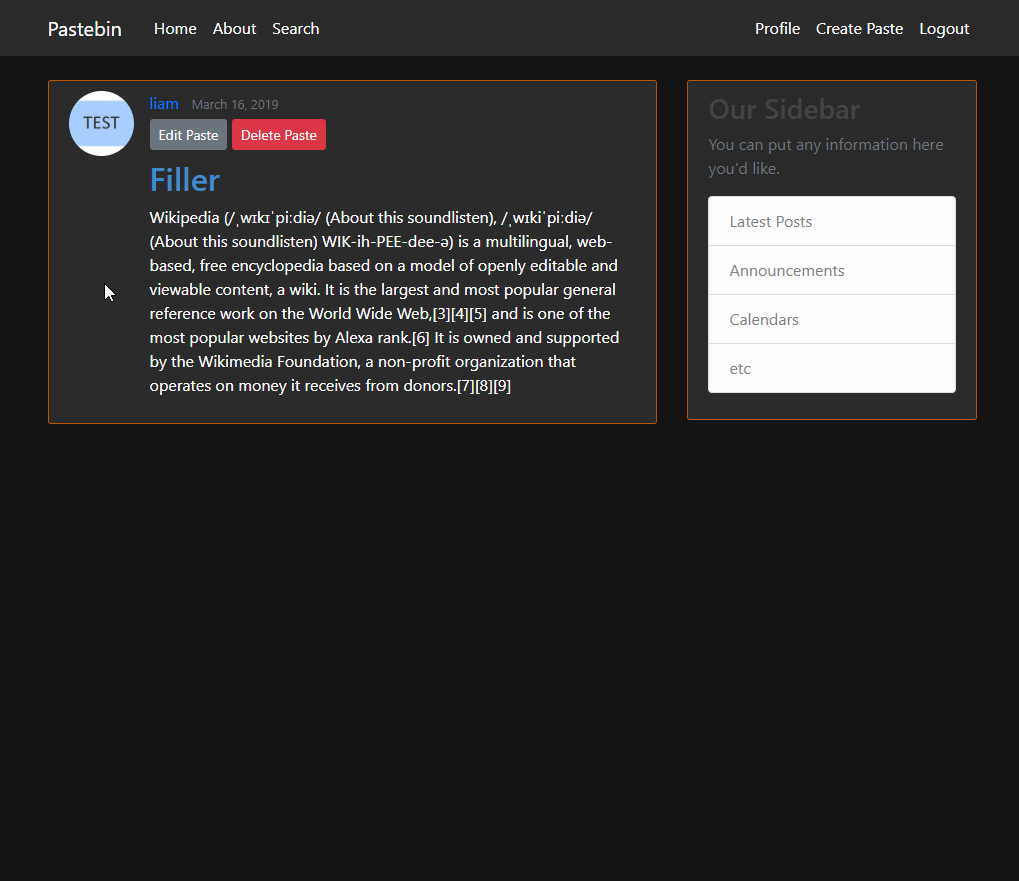 Pastebin Home About Search Profile Create Paste Logout
TEST
liam March 16, 2019
Edit Paste Delete Paste
Filler
Wikipedia (/ˌwɪkɪˈpiːdiə/ (About this soundlisten), /ˌwɪkiˈpiːdiə/
(About this soundlisten) WIK-ih-PEE-dee-ə) is a multilingual, web-
based, free encyclopedia based on a model of openly editable and
viewable content, a wiki. It is the largest and most popular general
reference work on the World Wide Web,[3][4][5] and is one of the
most popular websites by Alexa rank.[6] It is owned and supported
by the Wikimedia Foundation, a non-profit organization that
operates on money it receives from donors.[7][8][9]
Our Sidebar
You can put any information here
you'd like.
Latest Posts
Announcements
Calendars
etc